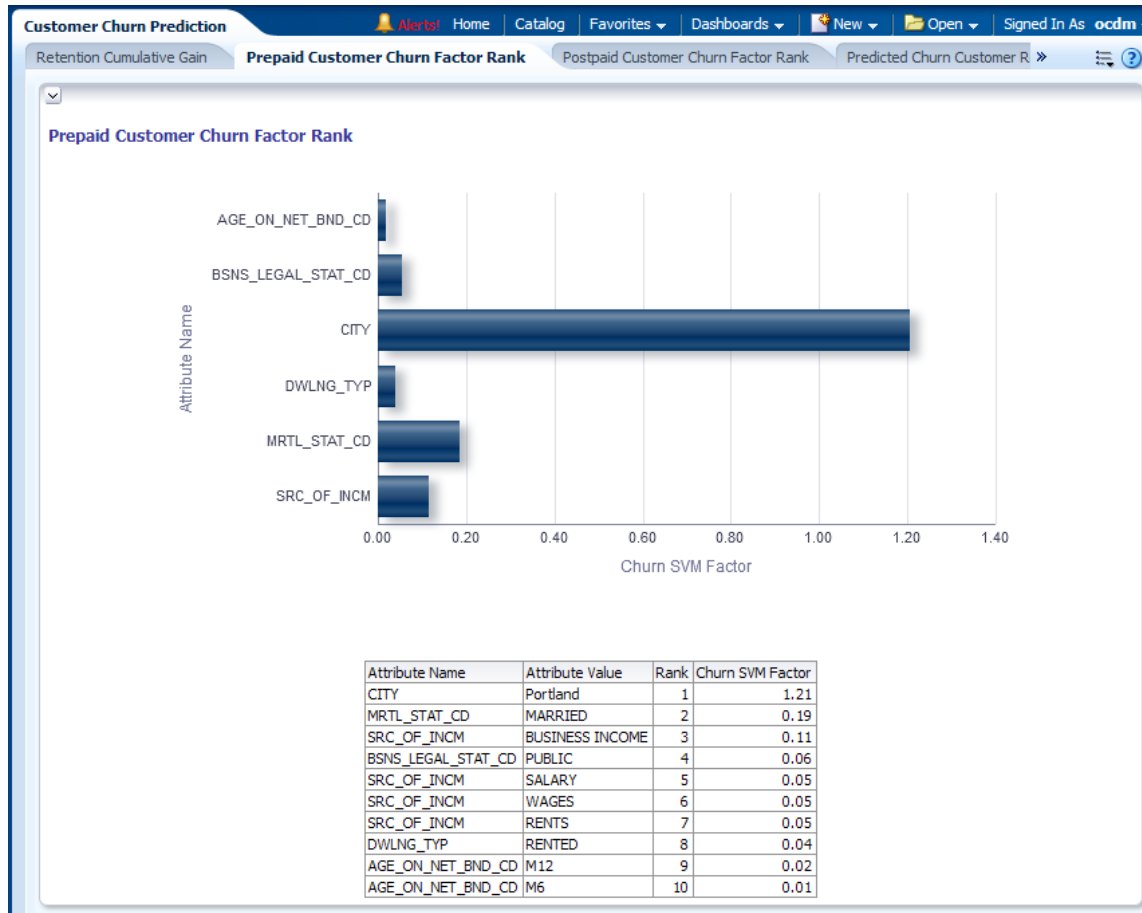 Customer Churn Prediction Alerts! Home Catalog Favorites Dashboards New Open Signed In As ocdm
Retention Cumulative Gain Prepaid Customer Churn Factor Rank Postpaid Customer Churn Factor Rank Predicted Churn Customer R »
Prepaid Customer Churn Factor Rank
Attribute Name
AGE_ON_NET_BND_CD
BSNS_LEGAL_STAT_CD
CITY
DWLNG_TYP
MRTL_STAT_CD
SRC_OF_INCM
0.00 0.20 0.40 0.60 0.80 1.00 1.20 1.40
Churn SVM Factor
Attribute Name Attribute Value Rank Churn SVM Factor
CITY Portland 1 1.21
MRTL_STAT_CD MARRIED 2 0.19
SRC_OF_INCM BUSINESS INCOME 3 0.11
BSNS_LEGAL_STAT_CD PUBLIC 4 0.06
SRC_OF_INCM SALARY 5 0.05
SRC_OF_INCM WAGES 6 0.05
SRC_OF_INCM RENTS 7 0.05
DWLNG_TYP RENTED 8 0.04
AGE_ON_NET_BND_CD M12 9 0.02
AGE_ON_NET_BND_CD M6 10 0.01